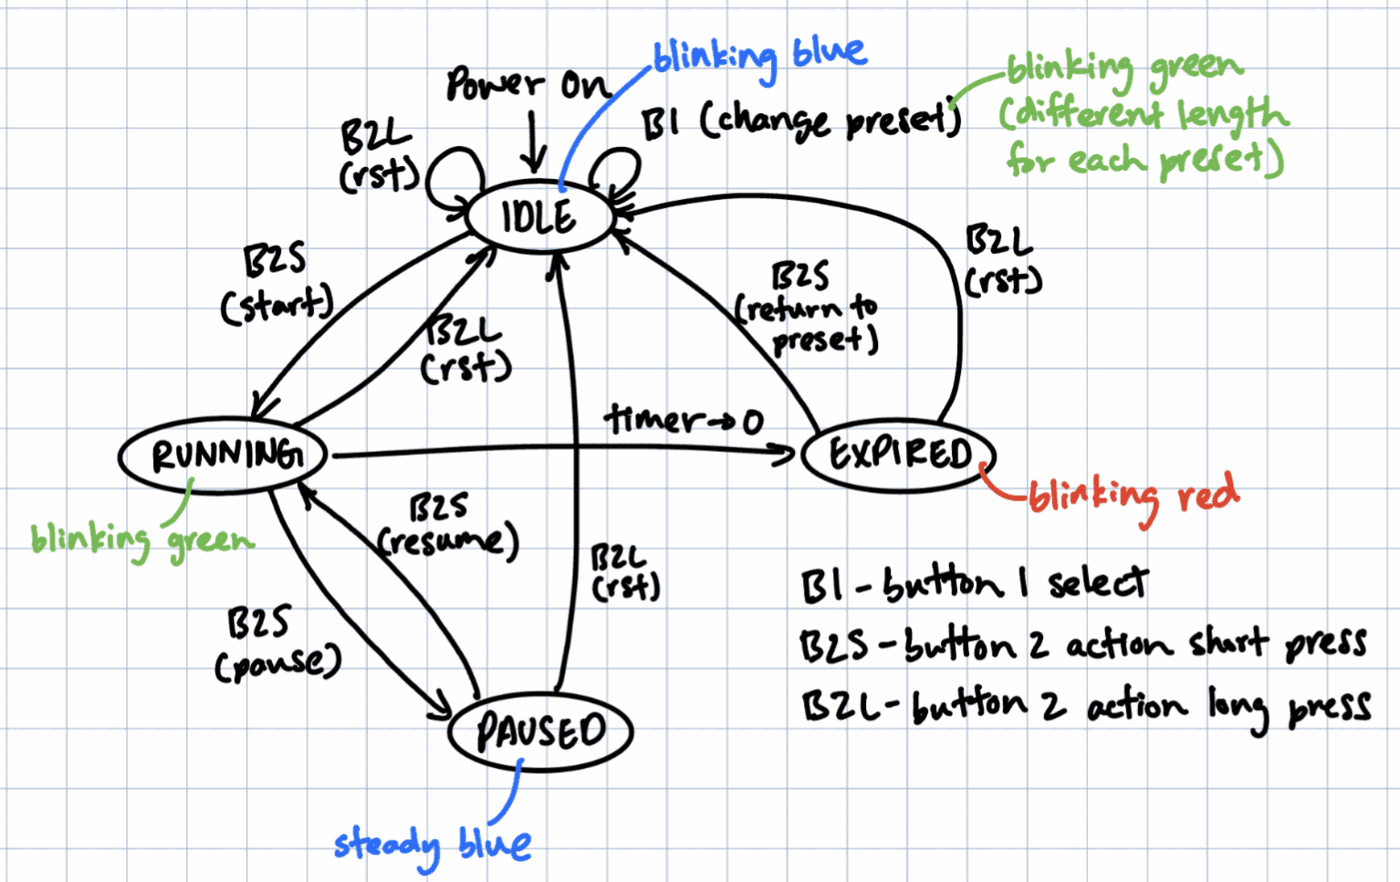 Power On
blinking blue
blinking green
(different length
for each preset)
B1 (change preset)
B2L
(rst)
IDLE
B2S
(start)
B2L
(rst)
B2S
(return to
preset)
B2L
(rst)
timer→0
RUNNING
EXPIRED
blinking green
blinking red
B2S
(resume)
B2L
(rst)
B2S
(pause)
PAUSED
steady blue
B1 - button 1 select
B2S - button 2 action short press
B2L - button 2 action long press